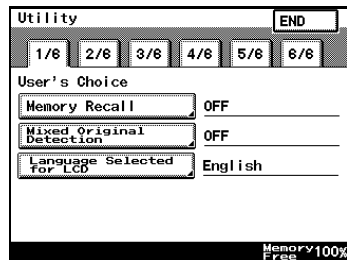 Utility
END
1/6 2/6 3/6 4/6 5/6 6/6
User's Choice
Memory Recall OFF
Mixed Original
Detection OFF
Language Selected
for LCD English
Memory
Free 100%